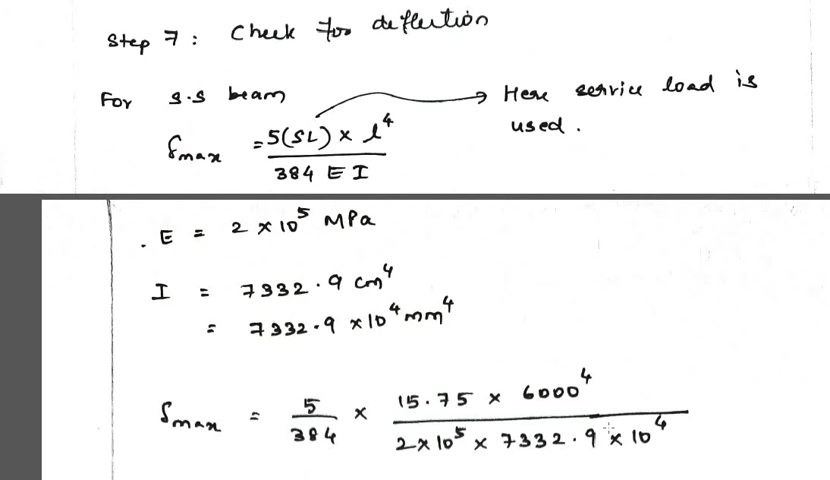 Step 7 : Check for deflection
For s.s beam → Here service load is used.
δmax = 5(SL) × l⁴ / 384 E I
. E = 2 × 10⁵ MPa
I = 7332.9 cm⁴
= 7332.9 × 10⁴ mm⁴
δmax = 5/384 × 15.75 × 6000⁴ / 2 × 10⁵ × 7332.9 × 10⁴